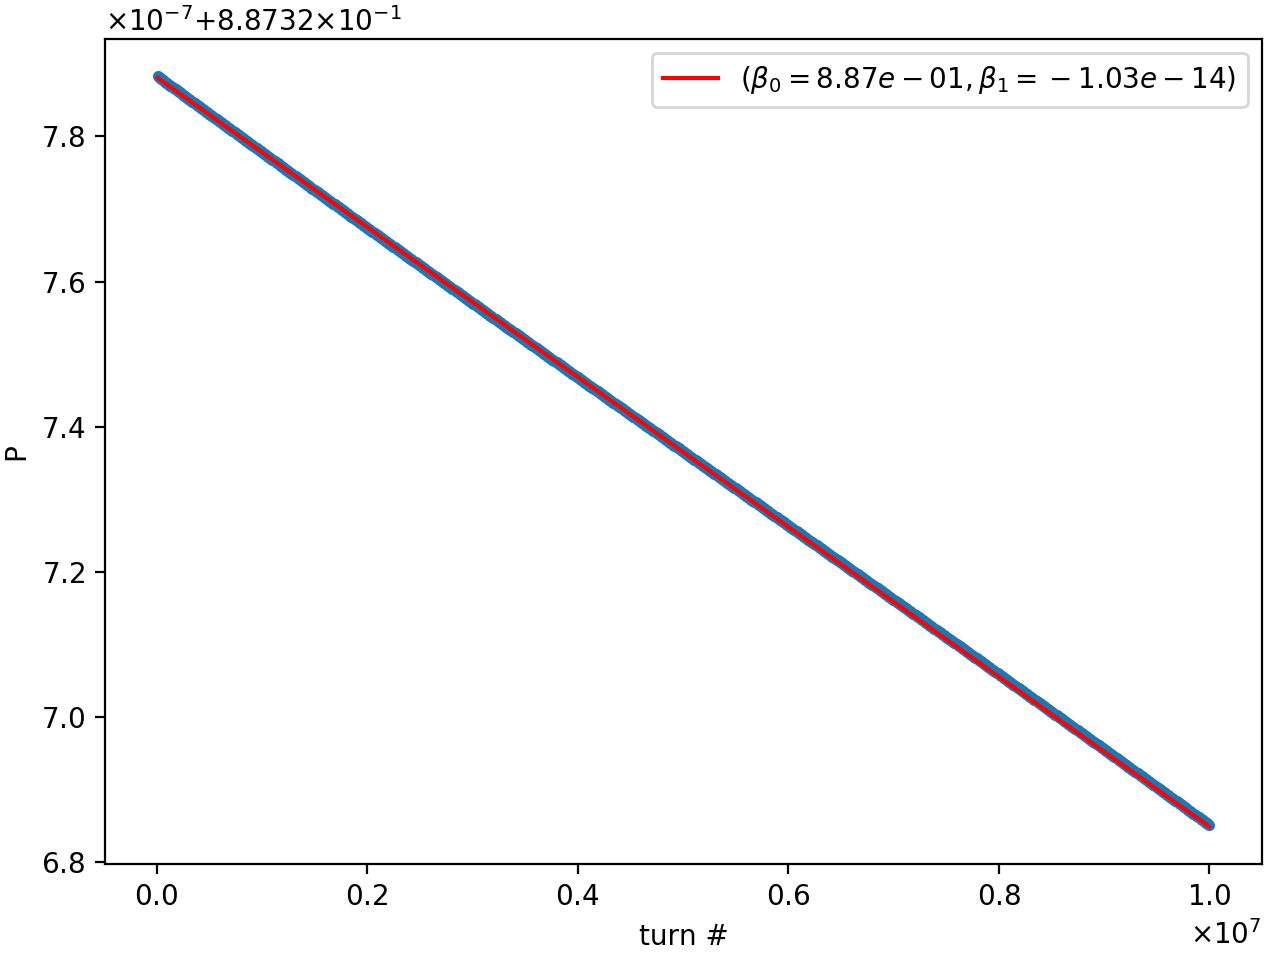 ×10⁻⁷+8.8732×10⁻¹
(β₀ = 8.87e − 01, β₁ = − 1.03e − 14)
7.8
7.6
7.4
7.2
7.0
6.8
P
0.0 0.2 0.4 0.6 0.8 1.0
×10⁷
turn #